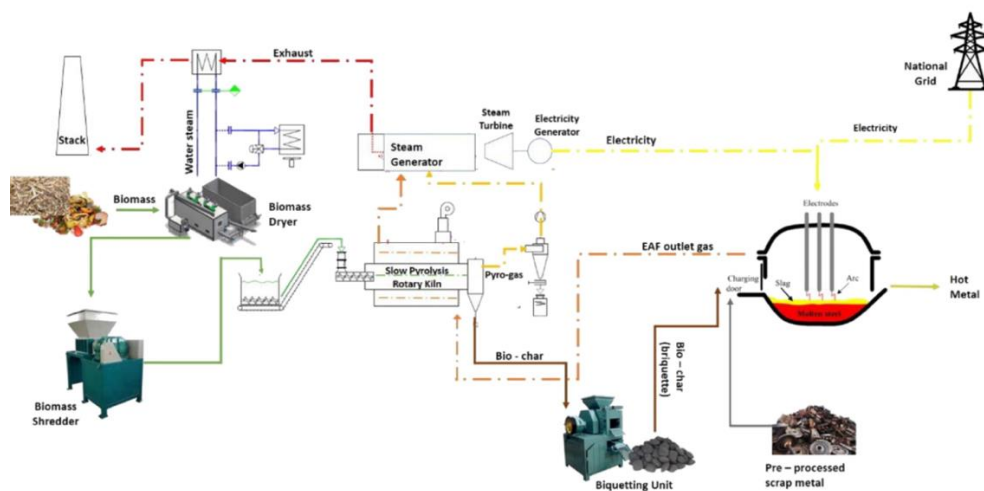 Exhaust
National
Grid
Stack
Water steam
Steam
Turbine
Electricity
Generator
Electricity
Electricity
Steam
Generator
Biomass
Biomass
Dryer
Electrodes
EAF outlet gas
Slow Pyrolysis
Rotary Kiln
Pyro-gas
Charging
door
Slag
Arc
Molten steel
Hot
Metal
Bio - char
Bio – char
(briquette)
Biomass
Shredder
Biquetting Unit
Pre – processed
scrap metal